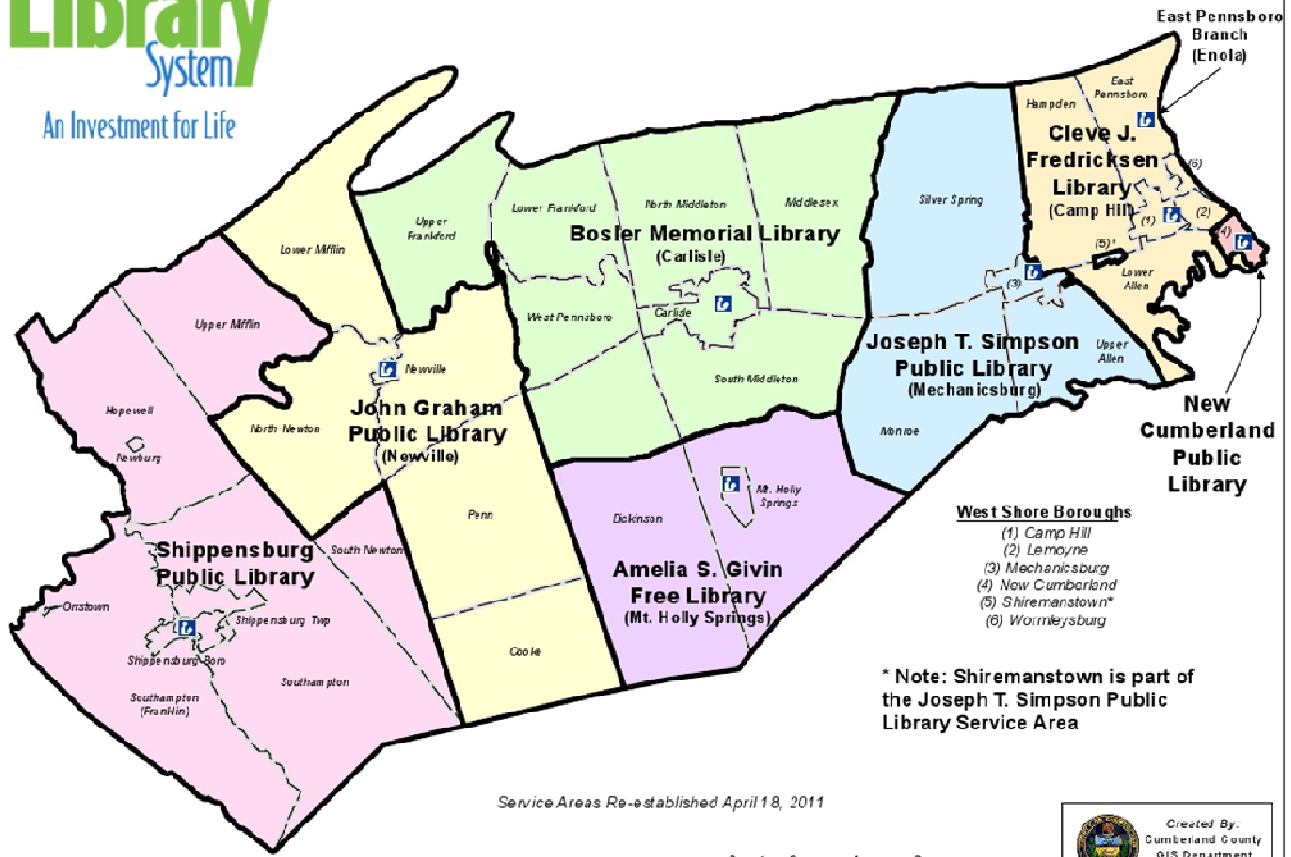 Library
System
An Investment for Life
East Pennsboro
Branch
(Enola)
East
Pennsboro
Hampden
Cleve J.
Fredricksen
Library
(Camp Hill)
(6)
(1)
(2)
(4)
(5)*
Lower
Allen
Silver Spring
(3)
Joseph T. Simpson
Public Library
(Mechanicsburg)
Upper
Allen
Monroe
New
Cumberland
Public
Library
Lower Frankford
North Middleton
Middlesex
Upper
Frankford
Bosler Memorial Library
(Carlisle)
West Pennsboro
Carlisle
South Middleton
Lower Mifflin
Upper Mifflin
Newville
John Graham
Public Library
(Newville)
North Newton
Penn
Cooke
Hopewell
Newburg
Shippensburg
Public Library
South Newton
Orrstown
Shippensburg Twp
Shippensburg Boro
Southampton
(Franklin)
Southampton
Dickinson
Mt. Holly
Springs
Amelia S. Givin
Free Library
(Mt. Holly Springs)
West Shore Boroughs
(1) Camp Hill
(2) Lemoyne
(3) Mechanicsburg
(4) New Cumberland
(5) Shiremanstown*
(6) Wormleysburg
* Note: Shiremanstown is part of
the Joseph T. Simpson Public
Library Service Area
Service Areas Re-established April 18, 2011
Created By:
Cumberland County
GIS Department